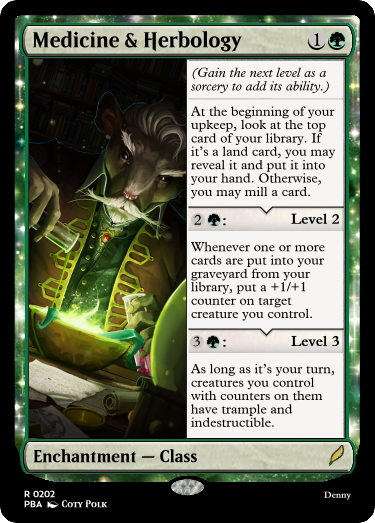 Medicine & Herbology 1
(Gain the next level as a
sorcery to add its ability.)
At the beginning of your
upkeep, look at the top
card of your library. If
it's a land card, you may
reveal it and put it into
your hand. Otherwise,
you may mill a card.
2 : Level 2
Whenever one or more
cards are put into your
graveyard from your
library, put a +1/+1
counter on target
creature you control.
3 : Level 3
As long as it's your turn,
creatures you control
with counters on them
have trample and
indestructible.
Enchantment — Class
R 0202
PBA Coty Polk
Denny